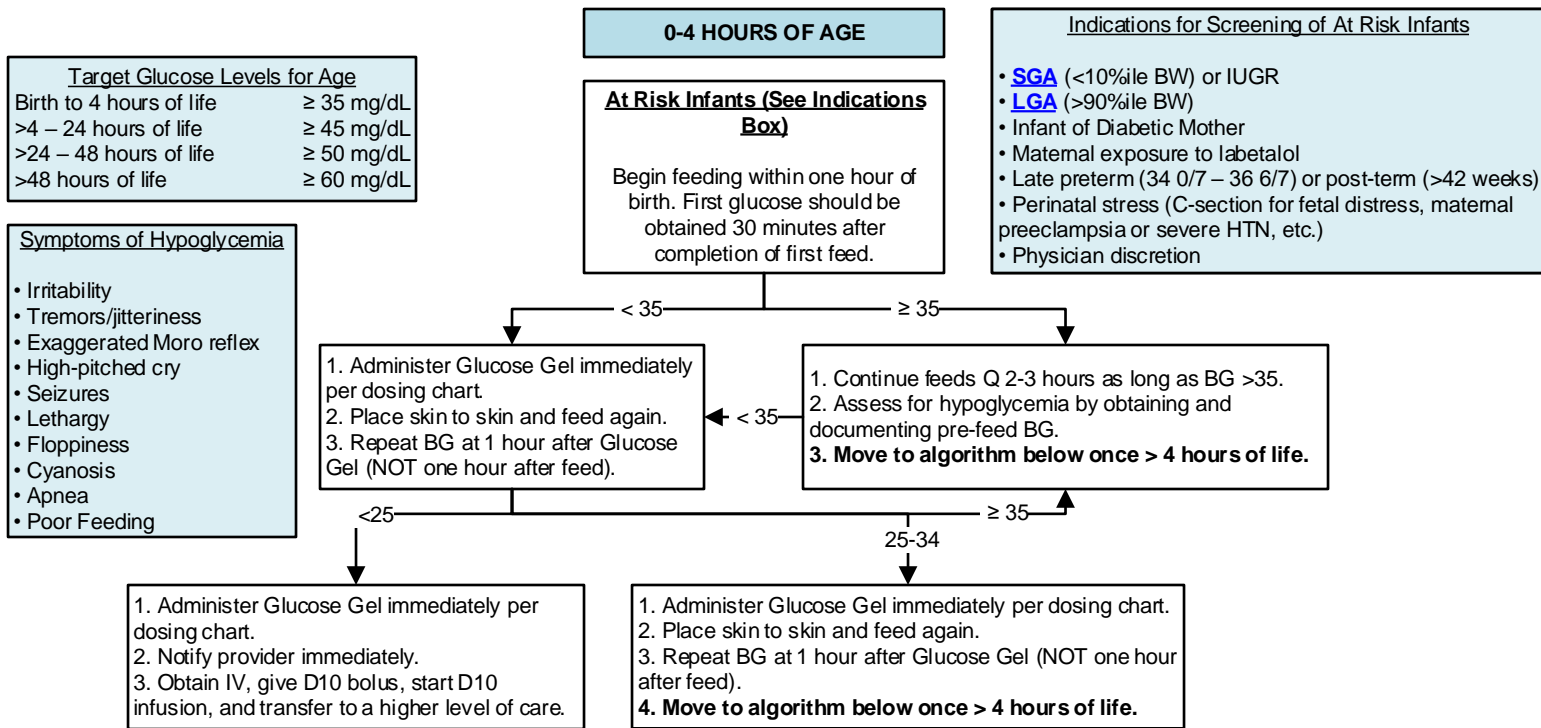 0-4 HOURS OF AGE
Target Glucose Levels for Age
Birth to 4 hours of life ≥ 35 mg/dL
>4 – 24 hours of life ≥ 45 mg/dL
>24 – 48 hours of life ≥ 50 mg/dL
>48 hours of life ≥ 60 mg/dL
Symptoms of Hypoglycemia
• Irritability
• Tremors/jitteriness
• Exaggerated Moro reflex
• High-pitched cry
• Seizures
• Lethargy
• Floppiness
• Cyanosis
• Apnea
• Poor Feeding
At Risk Infants (See Indications
Box)
Begin feeding within one hour of
birth. First glucose should be
obtained 30 minutes after
completion of first feed.
Indications for Screening of At Risk Infants
• SGA (<10%ile BW) or IUGR
• LGA (>90%ile BW)
• Infant of Diabetic Mother
• Maternal exposure to labetalol
• Late preterm (34 0/7 – 36 6/7) or post-term (>42 weeks)
• Perinatal stress (C-section for fetal distress, maternal
preeclampsia or severe HTN, etc.)
• Physician discretion
< 35
≥ 35
1. Administer Glucose Gel immediately
per dosing chart.
2. Place skin to skin and feed again.
3. Repeat BG at 1 hour after Glucose
Gel (NOT one hour after feed).
< 35
1. Continue feeds Q 2-3 hours as long as BG >35.
2. Assess for hypoglycemia by obtaining and
documenting pre-feed BG.
3. Move to algorithm below once > 4 hours of life.
<25
≥ 35
25-34
1. Administer Glucose Gel immediately per
dosing chart.
2. Notify provider immediately.
3. Obtain IV, give D10 bolus, start D10
infusion, and transfer to a higher level of care.
1. Administer Glucose Gel immediately per dosing chart.
2. Place skin to skin and feed again.
3. Repeat BG at 1 hour after Glucose Gel (NOT one hour
after feed).
4. Move to algorithm below once > 4 hours of life.